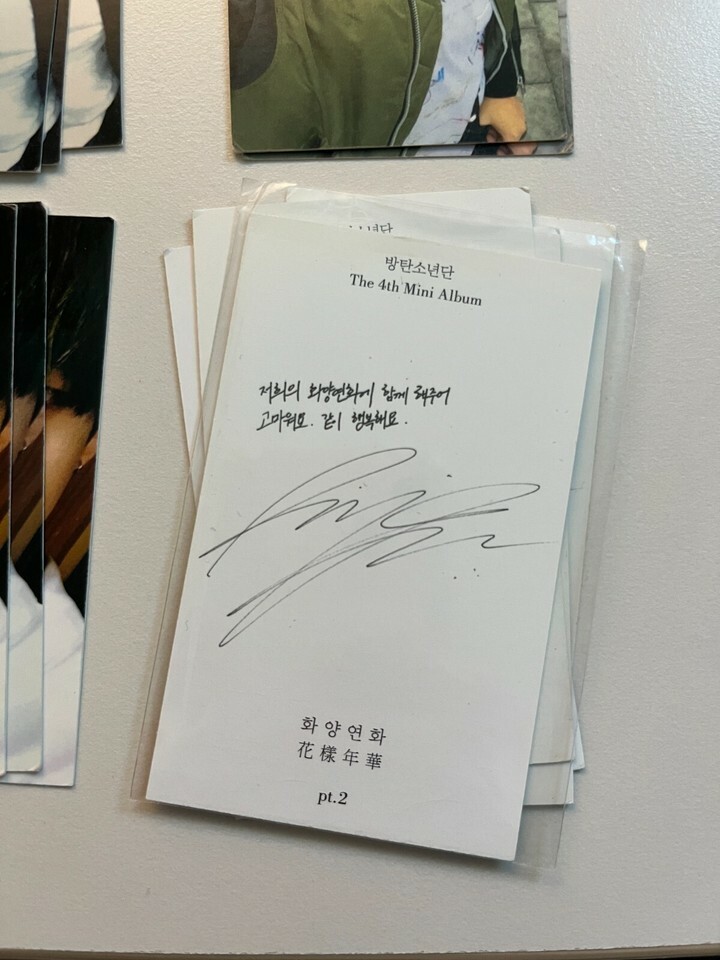 방탄소년단
The 4th Mini Album
저희의 화양연화에 함께 해주어
고마워요. 같이 행복해요.
화양연화
花樣年華
pt.2